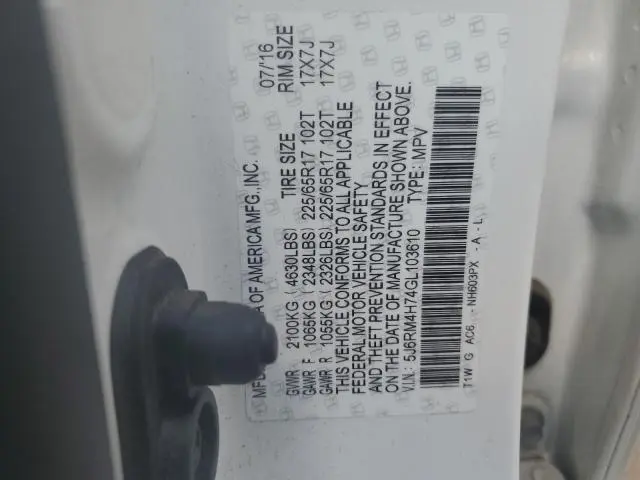 MFD. A OF AMERICA MFG.,INC. 07/'16
TIRE SIZE RIM SIZE
GVWR 2100KG ( 4630LBS)
GAWR F 1065KG ( 2348LBS) 225/65R17 102T 17X7J
GAWR R 1055KG ( 2326LBS) 225/65R17 102T 17X7J
THIS VEHICLE CONFORMS TO ALL APPLICABLE
FEDERAL MOTOR VEHICLE SAFETY
AND THEFT PREVENTION STANDARDS IN EFFECT
ON THE DATE OF MANUFACTURE SHOWN ABOVE.
V.I.N.: 5J6RM4H74GL103610 TYPE: MPV
T1W G AC6 - NH603PX - A - L